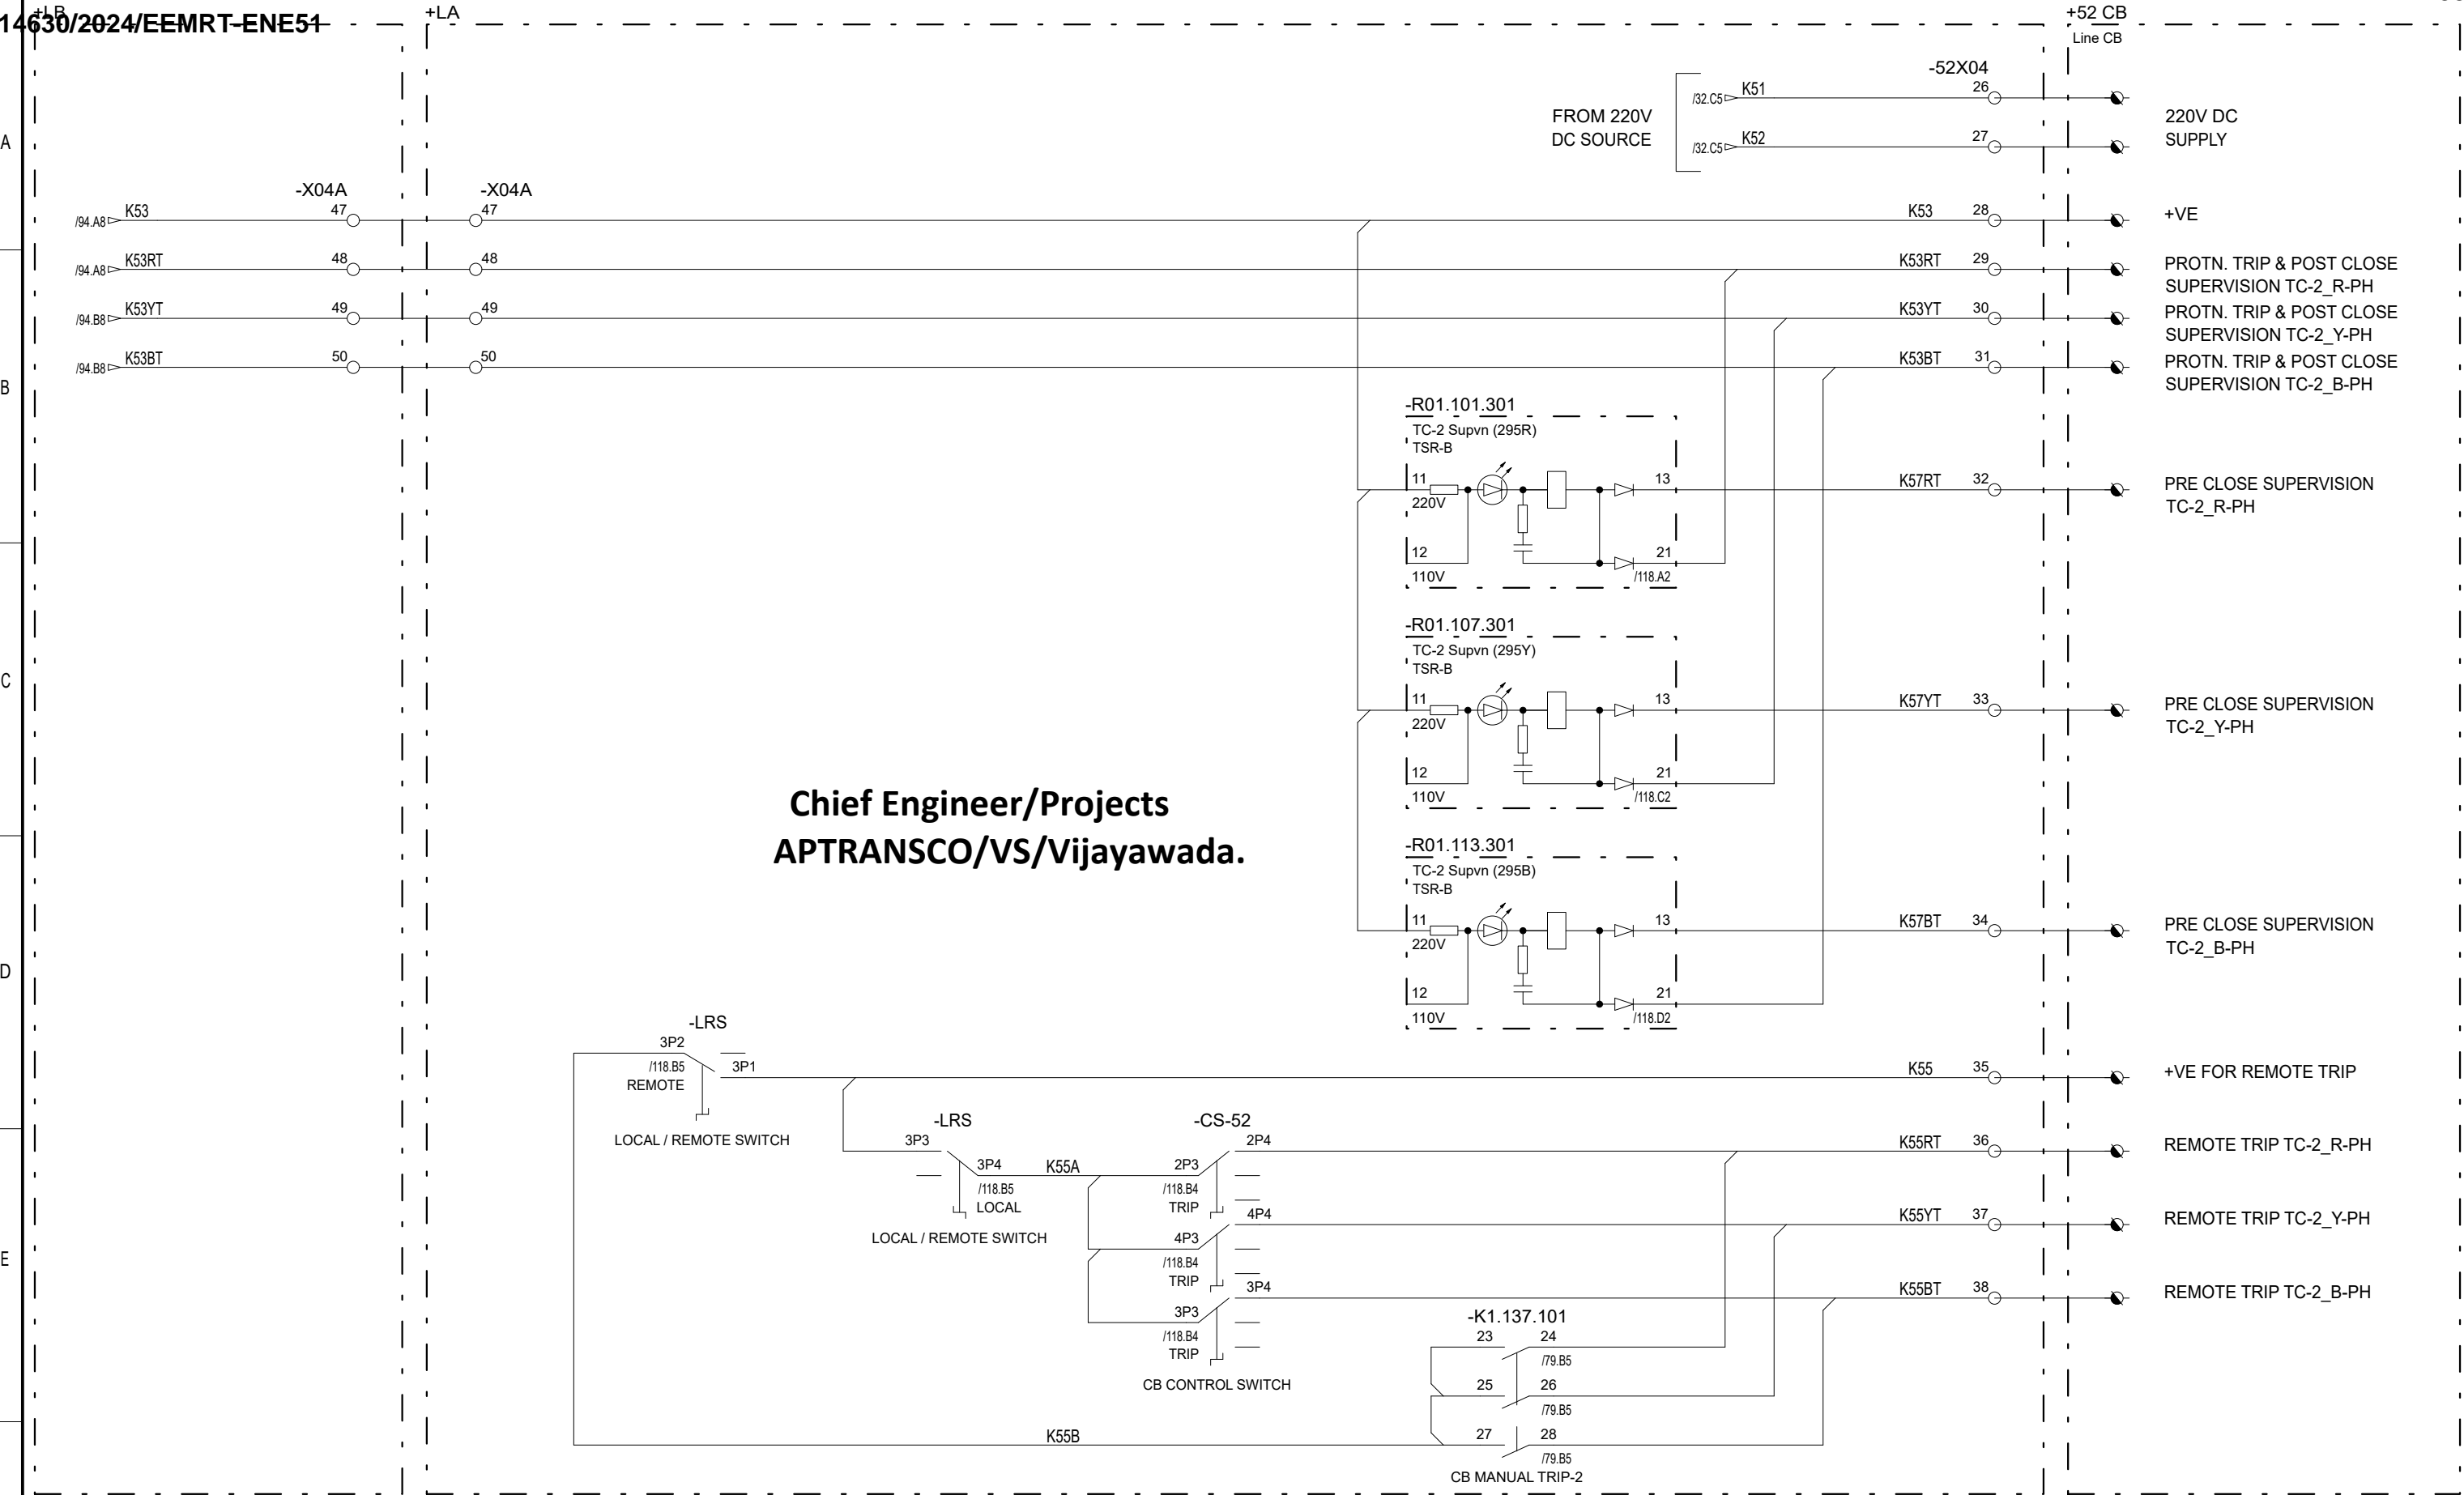 +LB
14630/2024/EEMRT-ENE51
+LA
+52 CB
Line CB
-52X04
FROM 220V
DC SOURCE
/32.C5
K51
26
/32.C5
K52
27
220V DC
SUPPLY
A
-X04A
-X04A
/94.A8
K53
47
47
K53
28
+VE
/94.A8
K53RT
48
48
K53RT
29
PROTN. TRIP & POST CLOSE
SUPERVISION TC-2_R-PH
/94.B8
K53YT
49
49
K53YT
30
PROTN. TRIP & POST CLOSE
SUPERVISION TC-2_Y-PH
/94.B8
K53BT
50
50
K53BT
31
PROTN. TRIP & POST CLOSE
SUPERVISION TC-2_B-PH
B
-R01.101.301
TC-2 Supvn (295R)
TSR-B
11
220V
13
K57RT
32
PRE CLOSE SUPERVISION
TC-2_R-PH
12
110V
21
/118.A2
-R01.107.301
TC-2 Supvn (295Y)
TSR-B
C
11
220V
13
K57YT
33
PRE CLOSE SUPERVISION
TC-2_Y-PH
12
110V
21
/118.C2
Chief Engineer/Projects
APTRANSCO/VS/Vijayawada.
-R01.113.301
TC-2 Supvn (295B)
TSR-B
11
220V
13
K57BT
34
PRE CLOSE SUPERVISION
TC-2_B-PH
D
12
110V
21
/118.D2
-LRS
3P2
/118.B5
REMOTE
3P1
LOCAL / REMOTE SWITCH
K55
35
+VE FOR REMOTE TRIP
-LRS
3P3
3P4
/118.B5
LOCAL
LOCAL / REMOTE SWITCH
K55A
-CS-52
2P4
2P3
/118.B4
TRIP
K55RT
36
REMOTE TRIP TC-2_R-PH
4P4
4P3
/118.B4
TRIP
K55YT
37
REMOTE TRIP TC-2_Y-PH
E
3P4
3P3
/118.B4
TRIP
K55BT
38
REMOTE TRIP TC-2_B-PH
CB CONTROL SWITCH
-K1.137.101
23
24
/79.B5
25
26
/79.B5
K55B
27
28
/79.B5
CB MANUAL TRIP-2